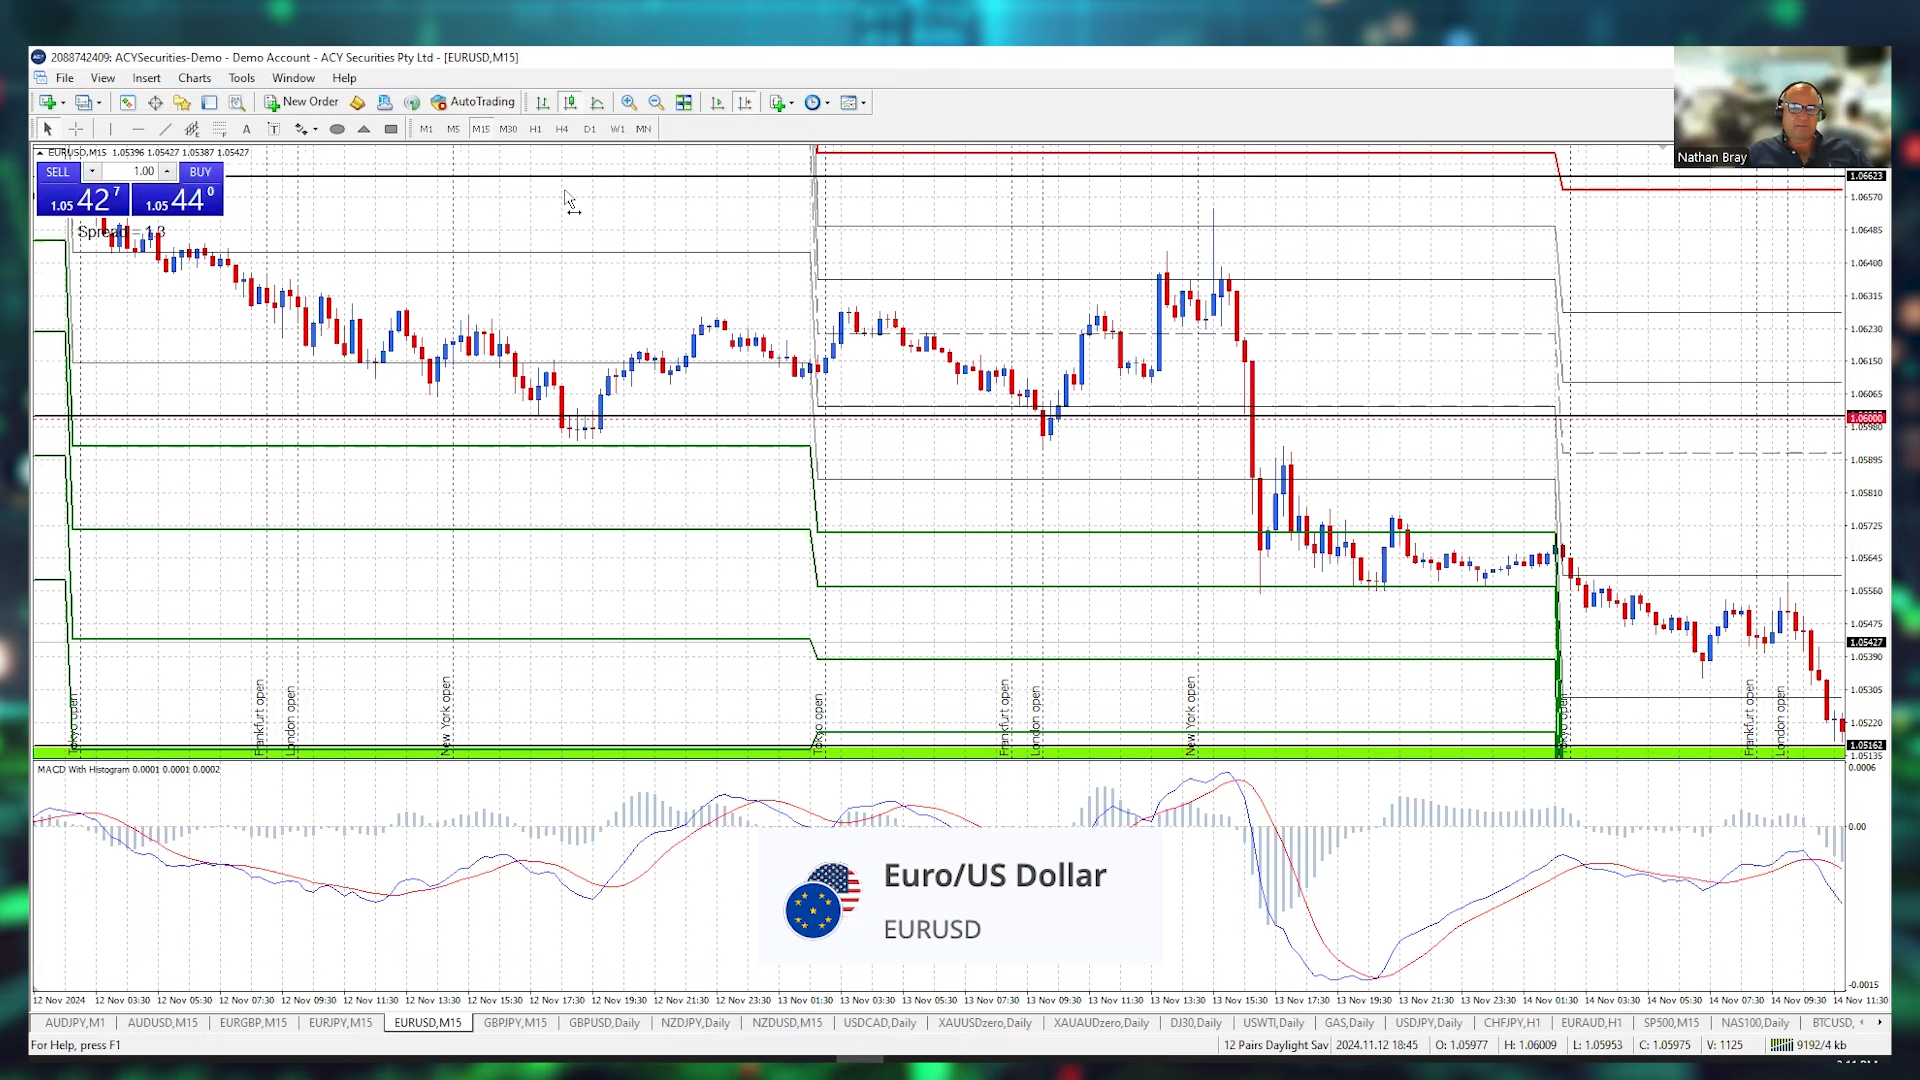 2088742409: ACYSecurities-Demo - Demo Account - ACY Securities Pty Ltd - [EURUSD,M15]
File View Insert Charts Tools Window Help
New Order AutoTrading
M1 M5 M15 M30 H1 H4 D1 W1 MN
Nathan Bray
EURUSD,M15 1.05396 1.05427 1.05387 1.05427
SELL 1.00 BUY
1.05 42 7 1.05 44 0
Spread = 1.3
1.06623
1.06570
1.06485
1.06400
1.06315
1.06230
1.06150
1.06065
1.06000
1.05980
1.05895
1.05810
1.05725
1.05645
1.05560
1.05475
1.05427
1.05390
1.05305
1.05220
1.05162
1.05135
Tokyo open
Frankfurt open
London open
New York open
Tokyo open
Frankfurt open
London open
New York open
Tokyo open
Frankfurt open
London open
MACD With Histogram 0.0001 0.0001 0.0002
0.0006
0.00
-0.0015
Euro/US Dollar
EURUSD
12 Nov 2024 12 Nov 03:30 12 Nov 05:30 12 Nov 07:30 12 Nov 09:30 12 Nov 11:30 12 Nov 13:30 12 Nov 15:30 12 Nov 17:30 12 Nov 19:30 12 Nov 21:30 12 Nov 23:30 13 Nov 01:30 13 Nov 03:30 13 Nov 05:30 13 Nov 07:30 13 Nov 09:30 13 Nov 11:30 13 Nov 13:30 13 Nov 15:30 13 Nov 17:30 13 Nov 19:30 13 Nov 21:30 13 Nov 23:30 14 Nov 01:30 14 Nov 03:30 14 Nov 05:30 14 Nov 07:30 14 Nov 09:30 14 Nov 11:30
AUDJPY,M1 AUDUSD,M15 EURGBP,M15 EURJPY,M15 EURUSD,M15 GBPJPY,M15 GBPUSD,Daily NZDJPY,Daily NZDUSD,M15 USDCAD,Daily XAUUSDzero,Daily XAUAUDzero,Daily DJ30,Daily USWTI,Daily GAS,Daily USDJPY,Daily CHFJPY,H1 EURAUD,H1 SP500,M15 NAS100,Daily BTCUSD,
For Help, press F1 12 Pairs Daylight Sav 2024.11.12 18:45 O: 1.05977 H: 1.06009 L: 1.05953 C: 1.05975 V: 1125 9192/4 kb